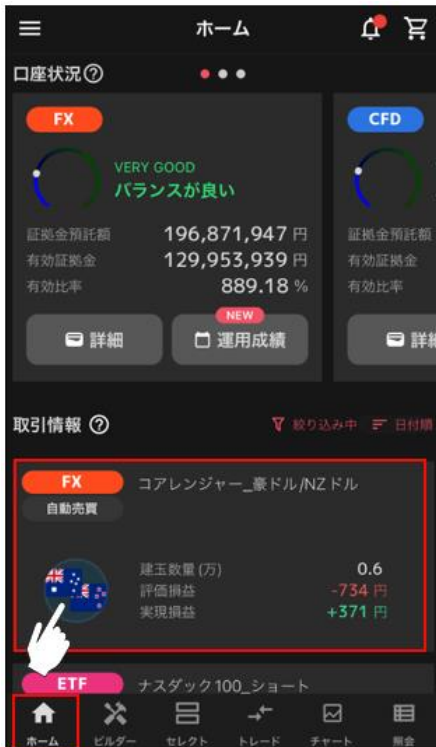 ホーム
口座状況?
FX
CFD
VERY GOOD
バランスが良い
証拠金預託額 196,871,947 円
証拠金預託額
有効証拠金 129,953,939 円
有効証拠金
有効比率 889.18 %
有効比率
NEW
詳細
運用成績
取引情報 ?
絞り込み中
日付順
FX
コアレンジャー_豪ドル/NZドル
自動売買
建玉数量(万) 0.6
評価損益 -734 円
実現損益 +371 円
ETF
ナスダック100_ショート
ホーム
ビルダー
セレクト
トレード
チャート
照会